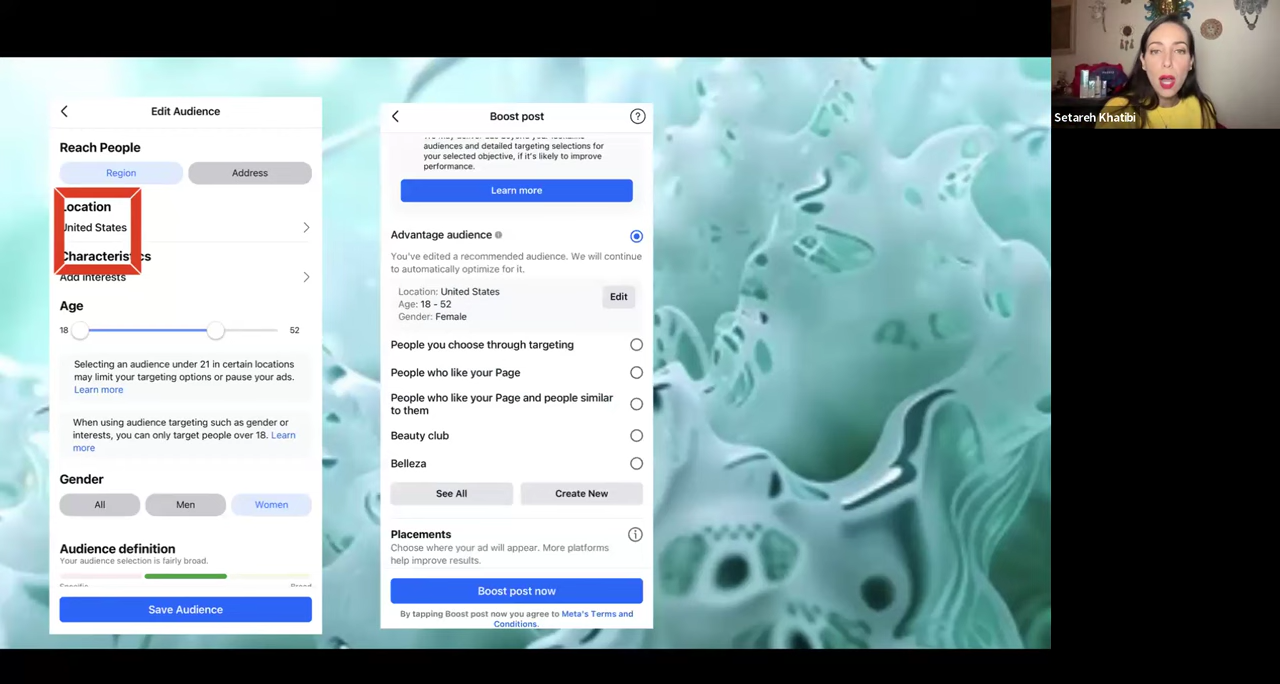 Edit Audience
Reach People
Region
Address
Location
United States
Characteristics
Add interests
Age
18
52
Selecting an audience under 21 in certain locations
may limit your targeting options or pause your ads.
Learn more
When using audience targeting such as gender or
interests, you can only target people over 18. Learn
more
Gender
All
Men
Women
Audience definition
Your audience selection is fairly broad.
Specific
Broad
Save Audience
Boost post
?
audiences and detailed targeting selections for
your selected objective, if it's likely to improve
performance.
Learn more
Advantage audience
You've edited a recommended audience. We will continue
to automatically optimize for it.
Location: United States
Age: 18 - 52
Gender: Female
Edit
People you choose through targeting
People who like your Page
People who like your Page and people similar
to them
Beauty club
Belleza
See All
Create New
Placements
Choose where your ad will appear. More platforms
help improve results.
Boost post now
By tapping Boost post now you agree to Meta's Terms and
Conditions.
Setareh Khatibi